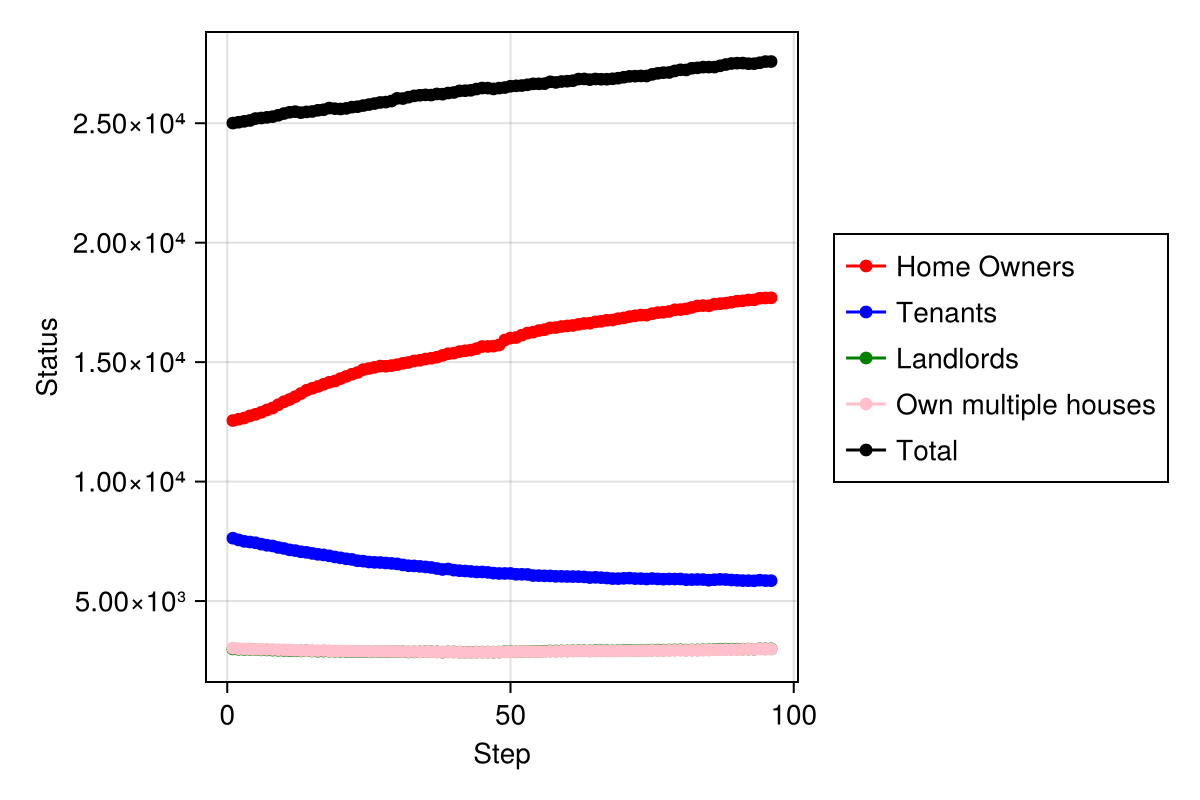 2.50×10⁴
2.00×10⁴
1.50×10⁴
1.00×10⁴
5.00×10³
Status
0 50 100
Step
Home Owners
Tenants
Landlords
Own multiple houses
Total